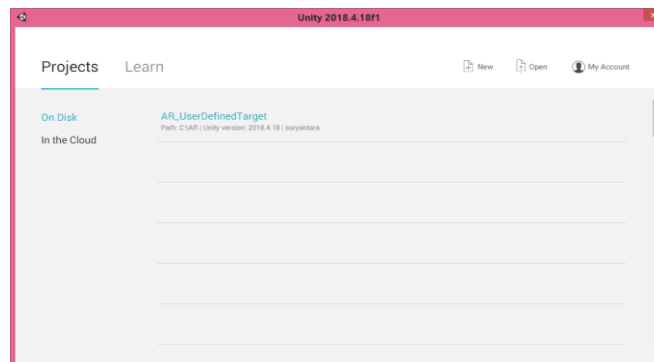 Unity 2018.4.18f1
Projects Learn New Open My Account
On Disk
AR_UserDefinedTarget
Path: C:\AR | Unity version: 2018.4.18 | suryantara
In the Cloud